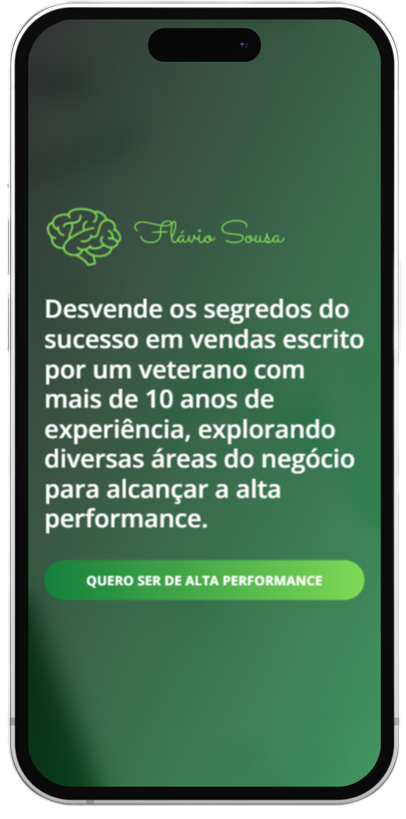 Flávio Sousa
Desvende os segredos do
sucesso em vendas escrito
por um veterano com
mais de 10 anos de
experiência, explorando
diversas áreas do negócio
para alcançar a alta
performance.
QUERO SER DE ALTA PERFORMANCE